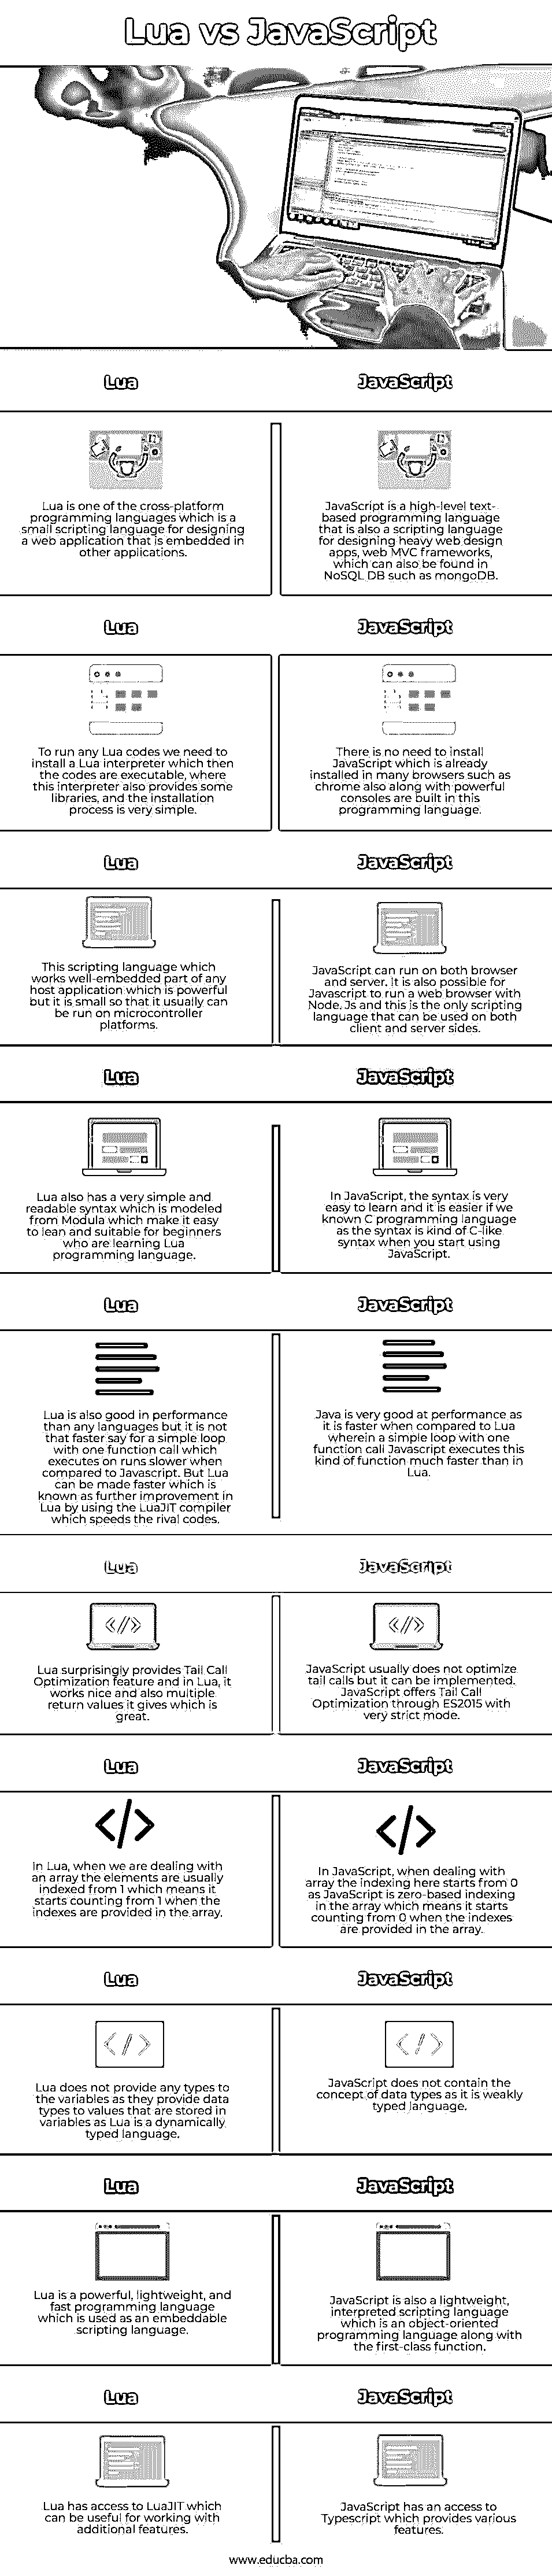 Lua vs JavaScript
Lua
JavaScript
Lua is one of the cross-platform
programming languages which is a
small scripting language for designing
a web application that is embedded in
other applications.
JavaScript is a high-level text-
based programming language
that is also a scripting language
for designing heavy web design
apps, web MVC frameworks,
which can also be found in
NoSQL DB such as mongoDB.
Lua
JavaScript
To run any Lua codes we need to
install a Lua interpreter which then
the codes are executable, where
this interpreter also provides some
libraries, and the installation
process is very simple.
There is no need to install
JavaScript which is already
installed in many browsers such as
chrome also along with powerful
consoles are built in this
programming language.
Lua
JavaScript
This scripting language which
works well-embedded part of any
host application which is powerful
but it is small so that it usually can
be run on microcontroller
platforms.
JavaScript can run on both browser
and server. It is also possible for
Javascript to run a web browser with
Node. Js and this is the only scripting
language that can be used on both
client and server sides.
Lua
JavaScript
Lua also has a very simple and
readable syntax which is modeled
from Modula which make it easy
to lean and suitable for beginners
who are learning Lua
programming language.
In JavaScript, the syntax is very
easy to learn and it is easier if we
known C programming language
as the syntax is kind of C-like
syntax when you start using
JavaScript.
Lua
JavaScript
Lua is also good in performance
than any languages but it is not
that faster say for a simple loop
with one function call which
executes on runs slower when
compared to Javascript. But Lua
can be made faster which is
known as further improvement in
Lua by using the LuaJIT compiler
which speeds the rival codes.
Java is very good at performance as
it is faster when compared to Lua
wherein a simple loop with one
function call Javascript executes this
kind of function much faster than in
Lua.
Lua
JavaScript
Lua surprisingly provides Tail Call
Optimization feature and in Lua, it
works nice and also multiple
return values it gives which is
great.
JavaScript usually does not optimize
tail calls but it can be implemented.
JavaScript offers Tail Call
Optimization through ES2015 with
very strict mode.
Lua
JavaScript
In Lua, when we are dealing with
an array the elements are usually
indexed from 1 which means it
starts counting from 1 when the
indexes are provided in the array.
In JavaScript, when dealing with
array the indexing here starts from 0
as JavaScript is zero-based indexing
in the array which means it starts
counting from 0 when the indexes
are provided in the array.
Lua
JavaScript
Lua does not provide any types to
the variables as they provide data
types to values that are stored in
variables as Lua is a dynamically
typed language.
JavaScript does not contain the
concept of data types as it is weakly
typed language.
Lua
JavaScript
Lua is a powerful, lightweight, and
fast programming language
which is used as an embeddable
scripting language.
JavaScript is also a lightweight,
interpreted scripting language
which is an object-oriented
programming language along with
the first-class function.
Lua
JavaScript
Lua has access to LuaJIT which
can be useful for working with
additional features.
JavaScript has an access to
Typescript which provides various
features.
www.educba.com